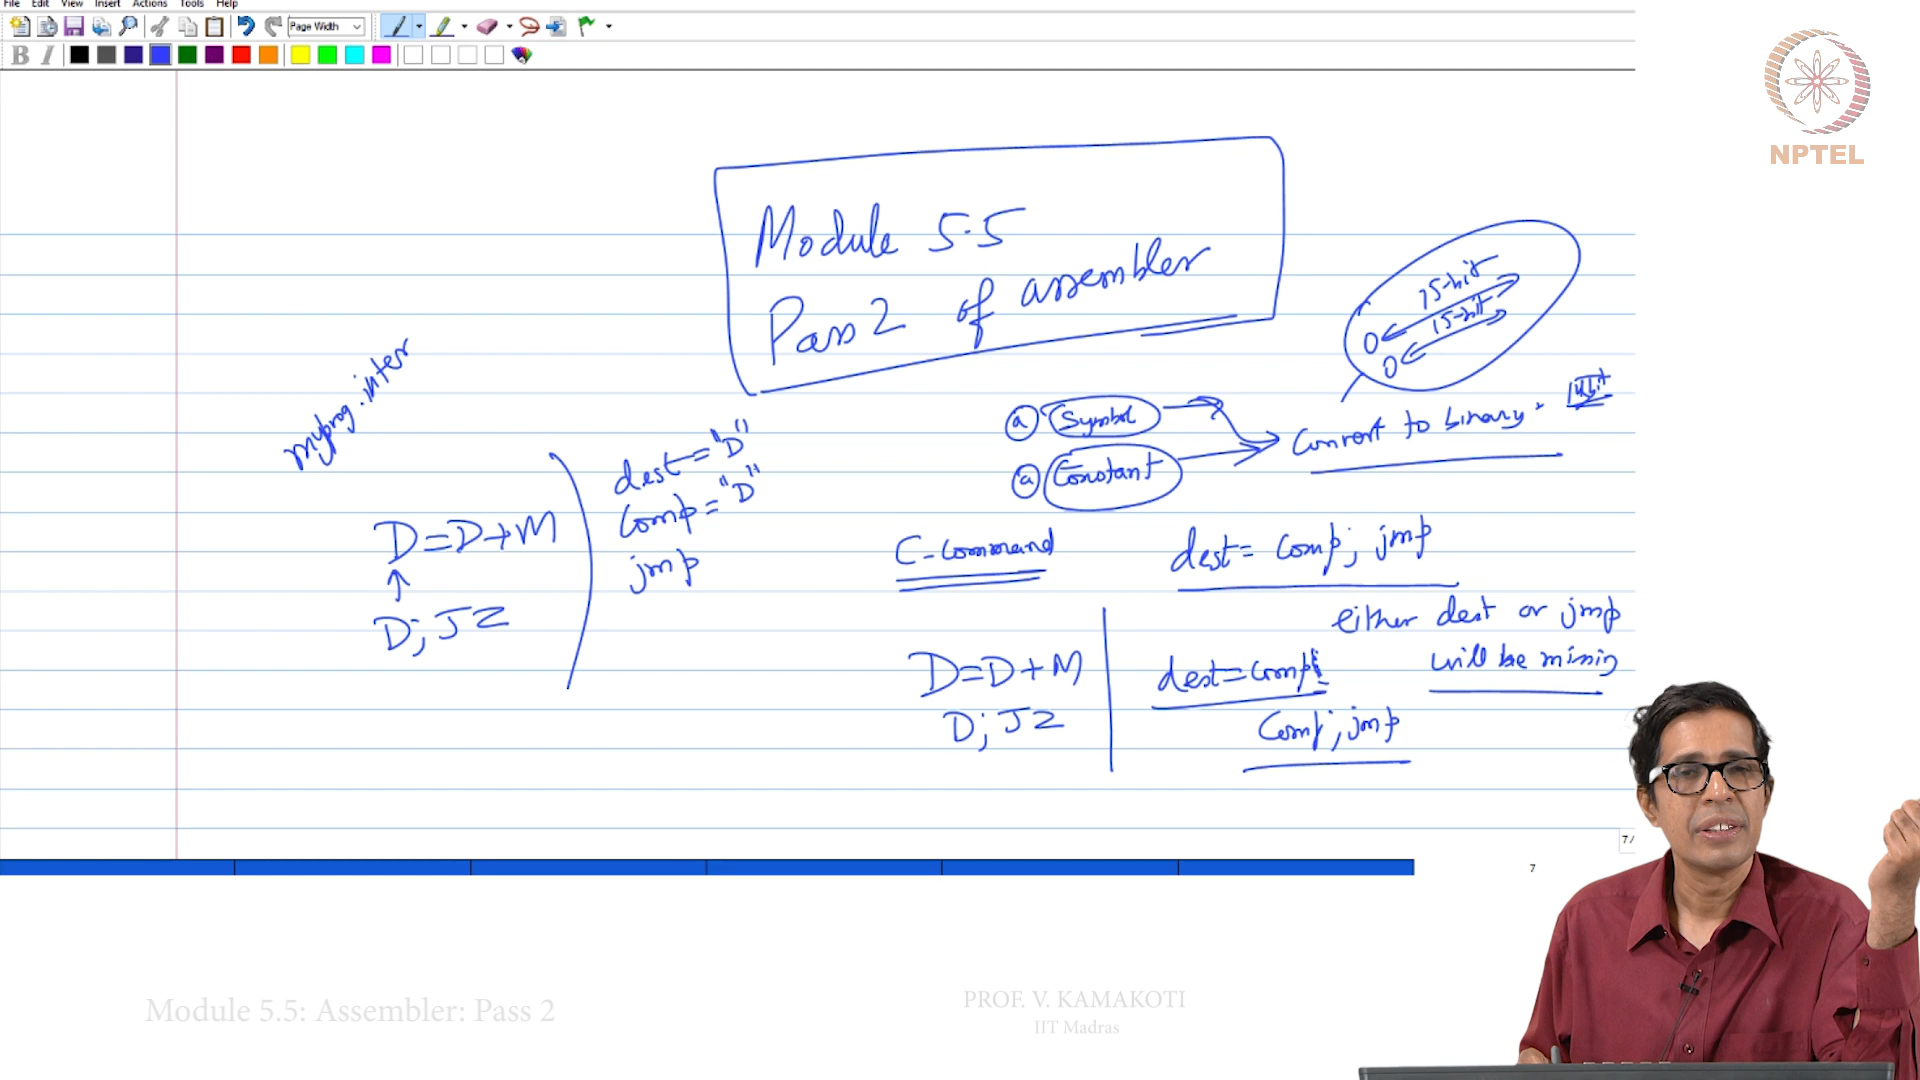 File Edit View Insert Actions Tools Help
Page Width
B I
NPTEL
Module 5.5
Pass 2 of assembler
15-bit
0
15-bit
0
myprog.inter
@ Symbol
@ Constant
Convert to binary.
dest="D"
comp="D"
jmp
D=D+M
D;JZ
C-command
dest= comp; jmp
either dest or jmp
will be missing
D=D+M
D;JZ
dest=comp;
comp;jmp
7/
7
Module 5.5: Assembler: Pass 2
PROF. V. KAMAKOTI
IIT Madras